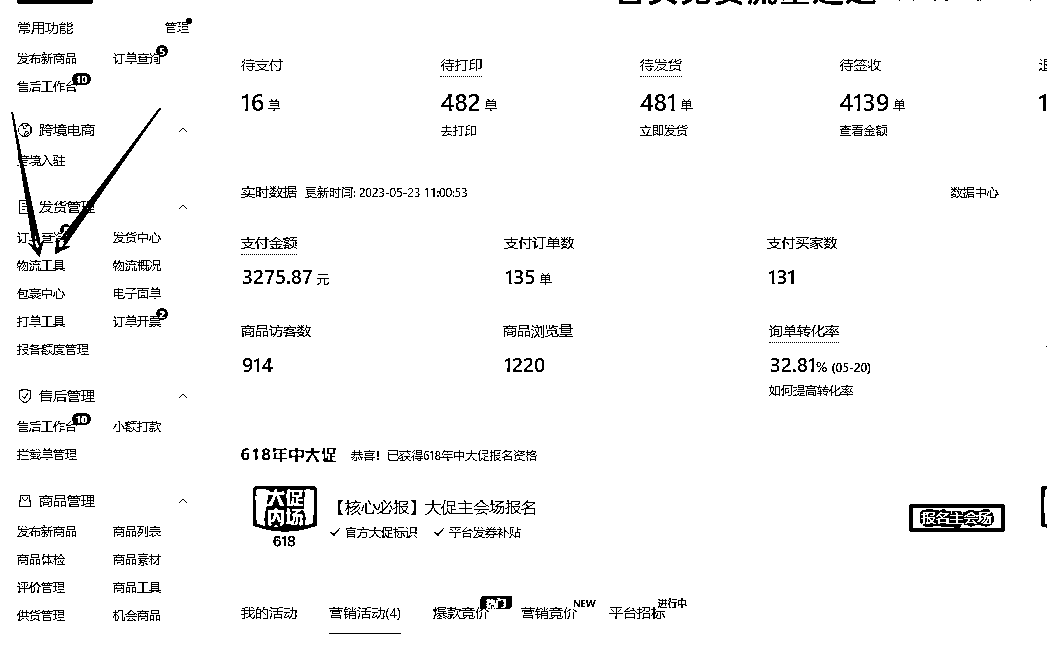 常用功能 管理
发布新商品 订单查询 5
售后工作台 10
跨境电商
跨境入驻
发货管理
订单查询 发货中心
物流工具 物流概况
包裹中心 电子面单
打单工具 订单开票 2
报备额度管理
售后管理
售后工作台 10 小额打款
拦截单管理
商品管理
发布新商品 商品列表
商品体检 商品素材
评价管理 商品工具
供货管理 机会商品
待支付 待打印 待发货 待签收
16 单 482 单 481 单 4139 单
去打印 立即发货 查看金额
实时数据 更新时间: 2023-05-23 11:00:53 数据中心
支付金额 支付订单数 支付买家数
3275.87 元 135 单 131
商品访客数 商品浏览量 询单转化率
914 1220 32.81% (05-20)
如何提高转化率
618年中大促 恭喜! 已获得618年中大促报名资格
大促
内场
618
【核心必报】大促主会场报名
✓ 官方大促标识 ✓ 平台发券补贴
报名主会场
我的活动 营销活动(4) 爆款竞价 热门 营销竞价 NEW 平台招标 进行中